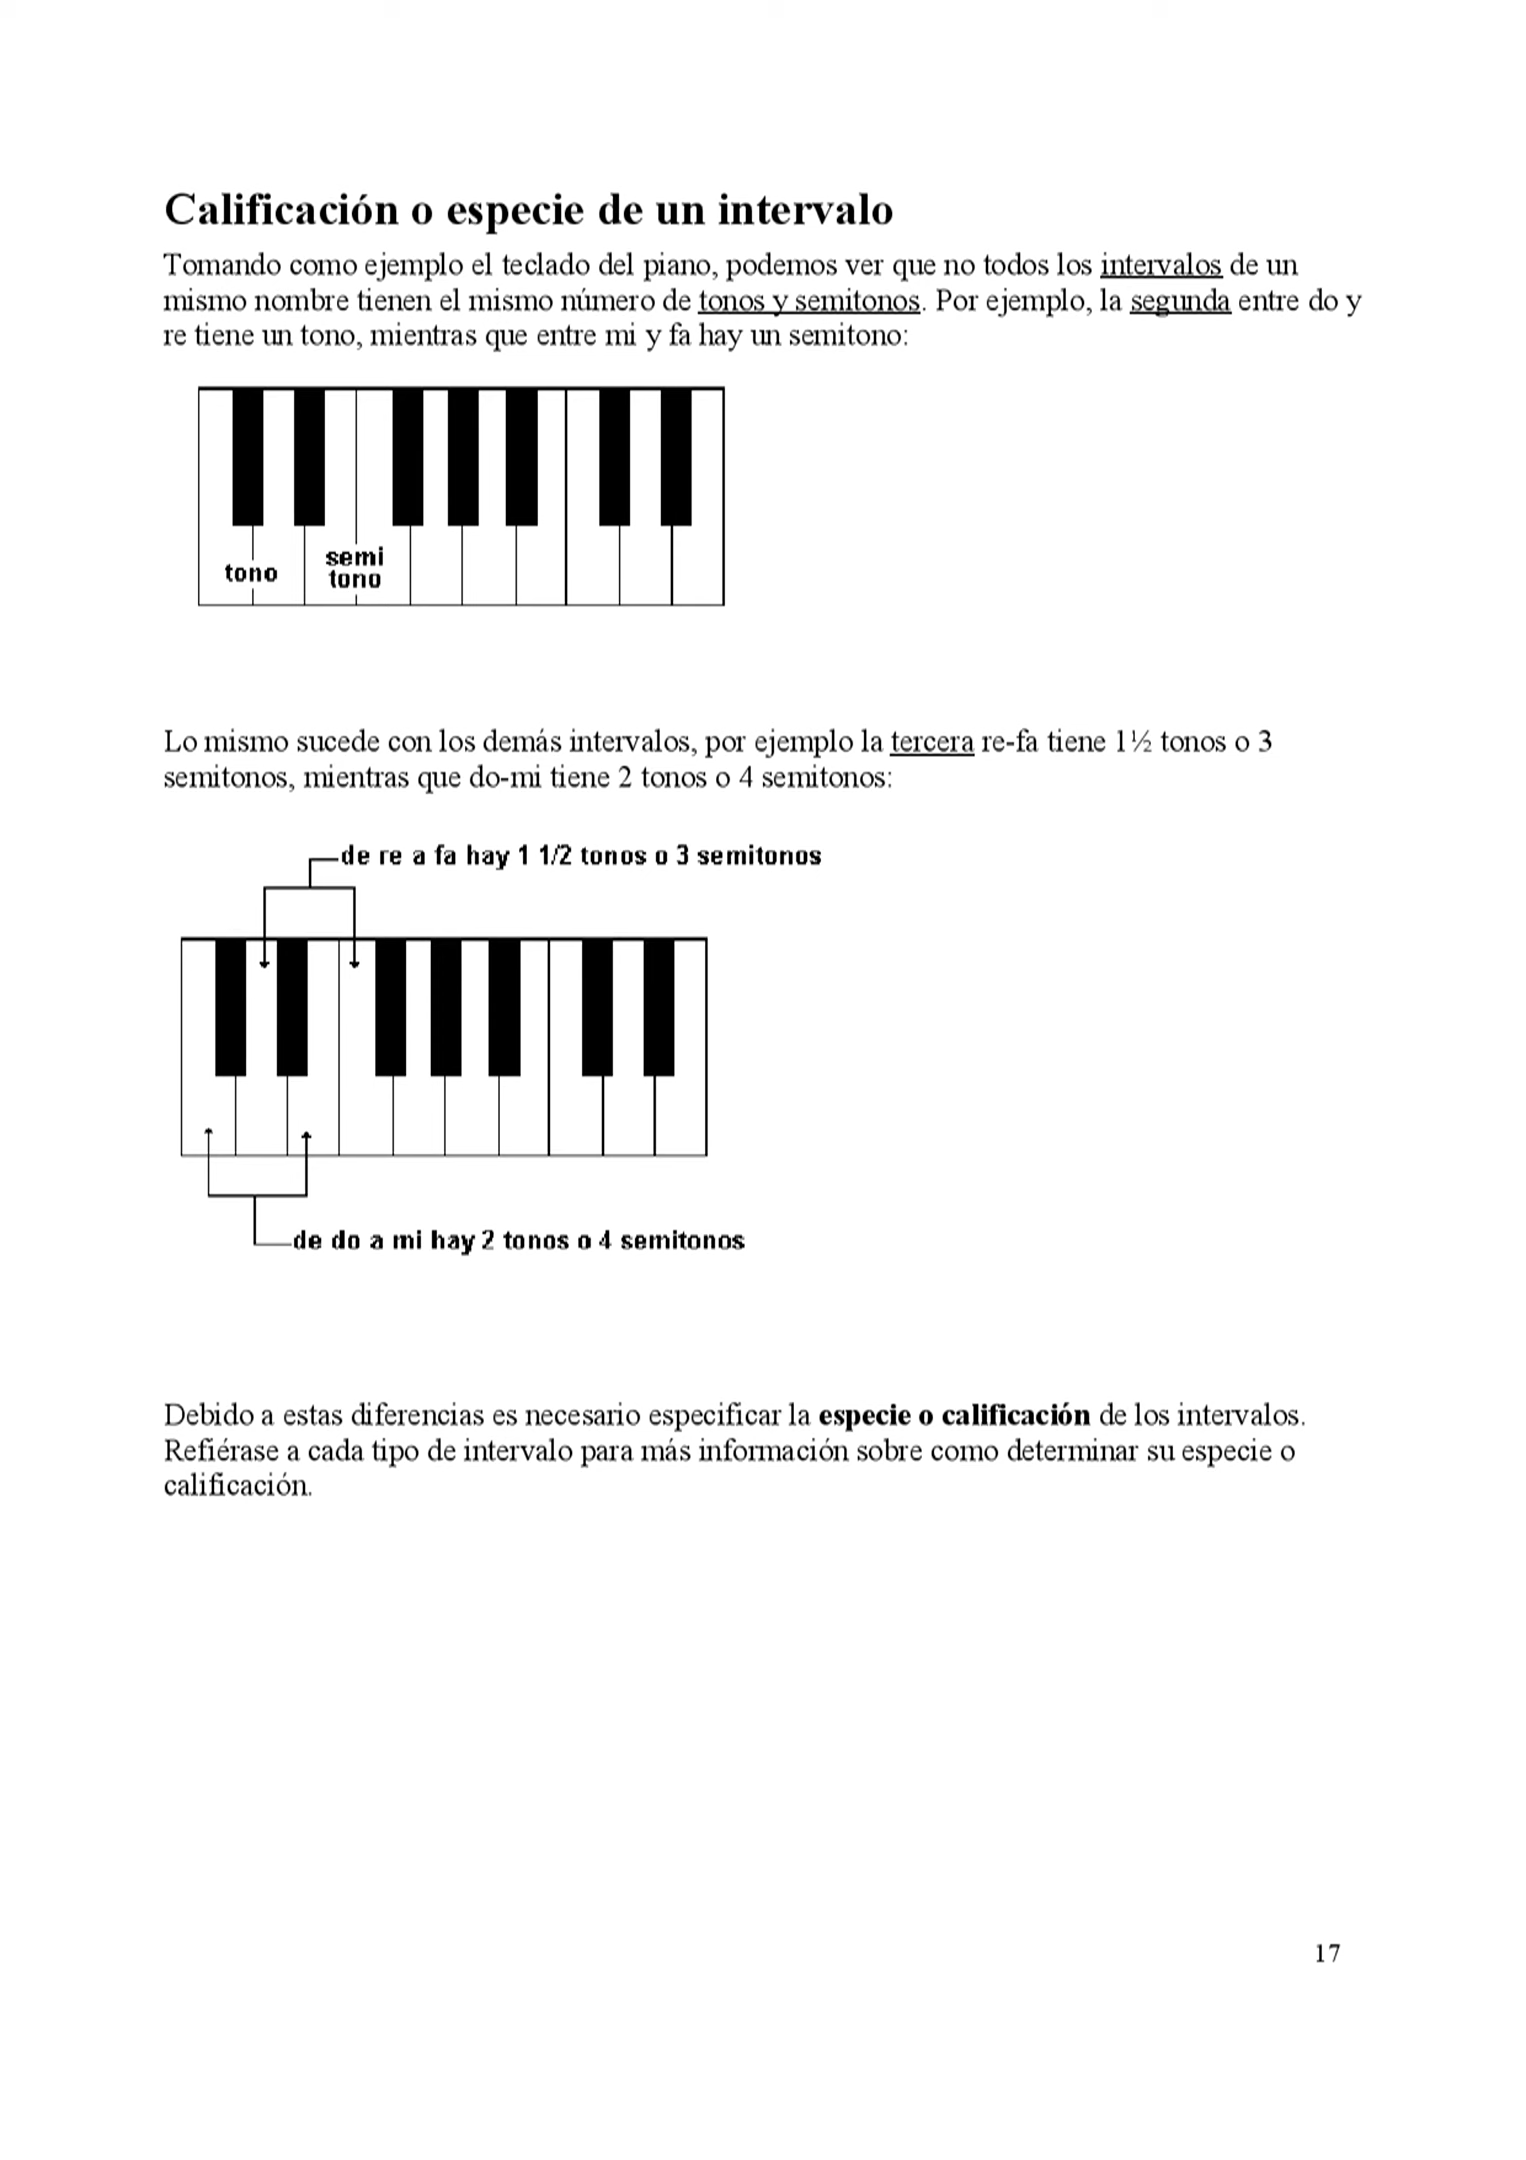 Calificación o especie de un intervalo
Tomando como ejemplo el teclado del piano, podemos ver que no todos los intervalos de un
mismo nombre tienen el mismo número de tonos y semitonos. Por ejemplo, la segunda entre do y
re tiene un tono, mientras que entre mi y fa hay un semitono:
tono
semi
tono
Lo mismo sucede con los demás intervalos, por ejemplo la tercera re-fa tiene 1½ tonos o 3
semitonos, mientras que do-mi tiene 2 tonos o 4 semitonos:
de re a fa hay 1 1/2 tonos o 3 semitonos
de do a mi hay 2 tonos o 4 semitonos
Debido a estas diferencias es necesario especificar la especie o calificación de los intervalos.
Refiérase a cada tipo de intervalo para más información sobre como determinar su especie o
calificación.
17